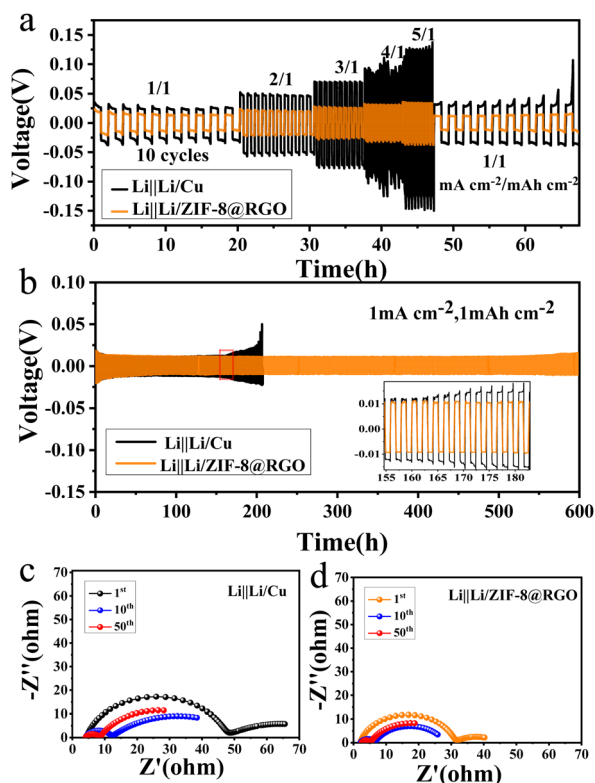 a
Voltage(V)
0.15
0.10
0.05
0.00
-0.05
-0.10
-0.15
1/1
2/1
3/1
4/1
5/1
10 cycles
1/1
mA cm⁻²/mAh cm⁻²
Li||Li/Cu
Li||Li/ZIF-8@RGO
0 10 20 30 40 50 60
Time(h)
b
Voltage(V)
0.10
0.05
0.00
-0.05
-0.10
-0.15
1mA cm⁻²,1mAh cm⁻²
Li||Li/Cu
Li||Li/ZIF-8@RGO
0.01
-0.01
155 160 165 170 175 180
0 100 200 300 400 500 600
Time(h)
c
-Z''(ohm)
70
60
50
40
30
20
10
0
1ˢᵗ
10ᵗʰ
50ᵗʰ
Li||Li/Cu
0 10 20 30 40 50 60 70
Z'(ohm)
d
-Z''(ohm)
70
60
50
40
30
20
10
0
1ˢᵗ
10ᵗʰ
50ᵗʰ
Li||Li/ZIF-8@RGO
0 10 20 30 40 50 60 70
Z'(ohm)